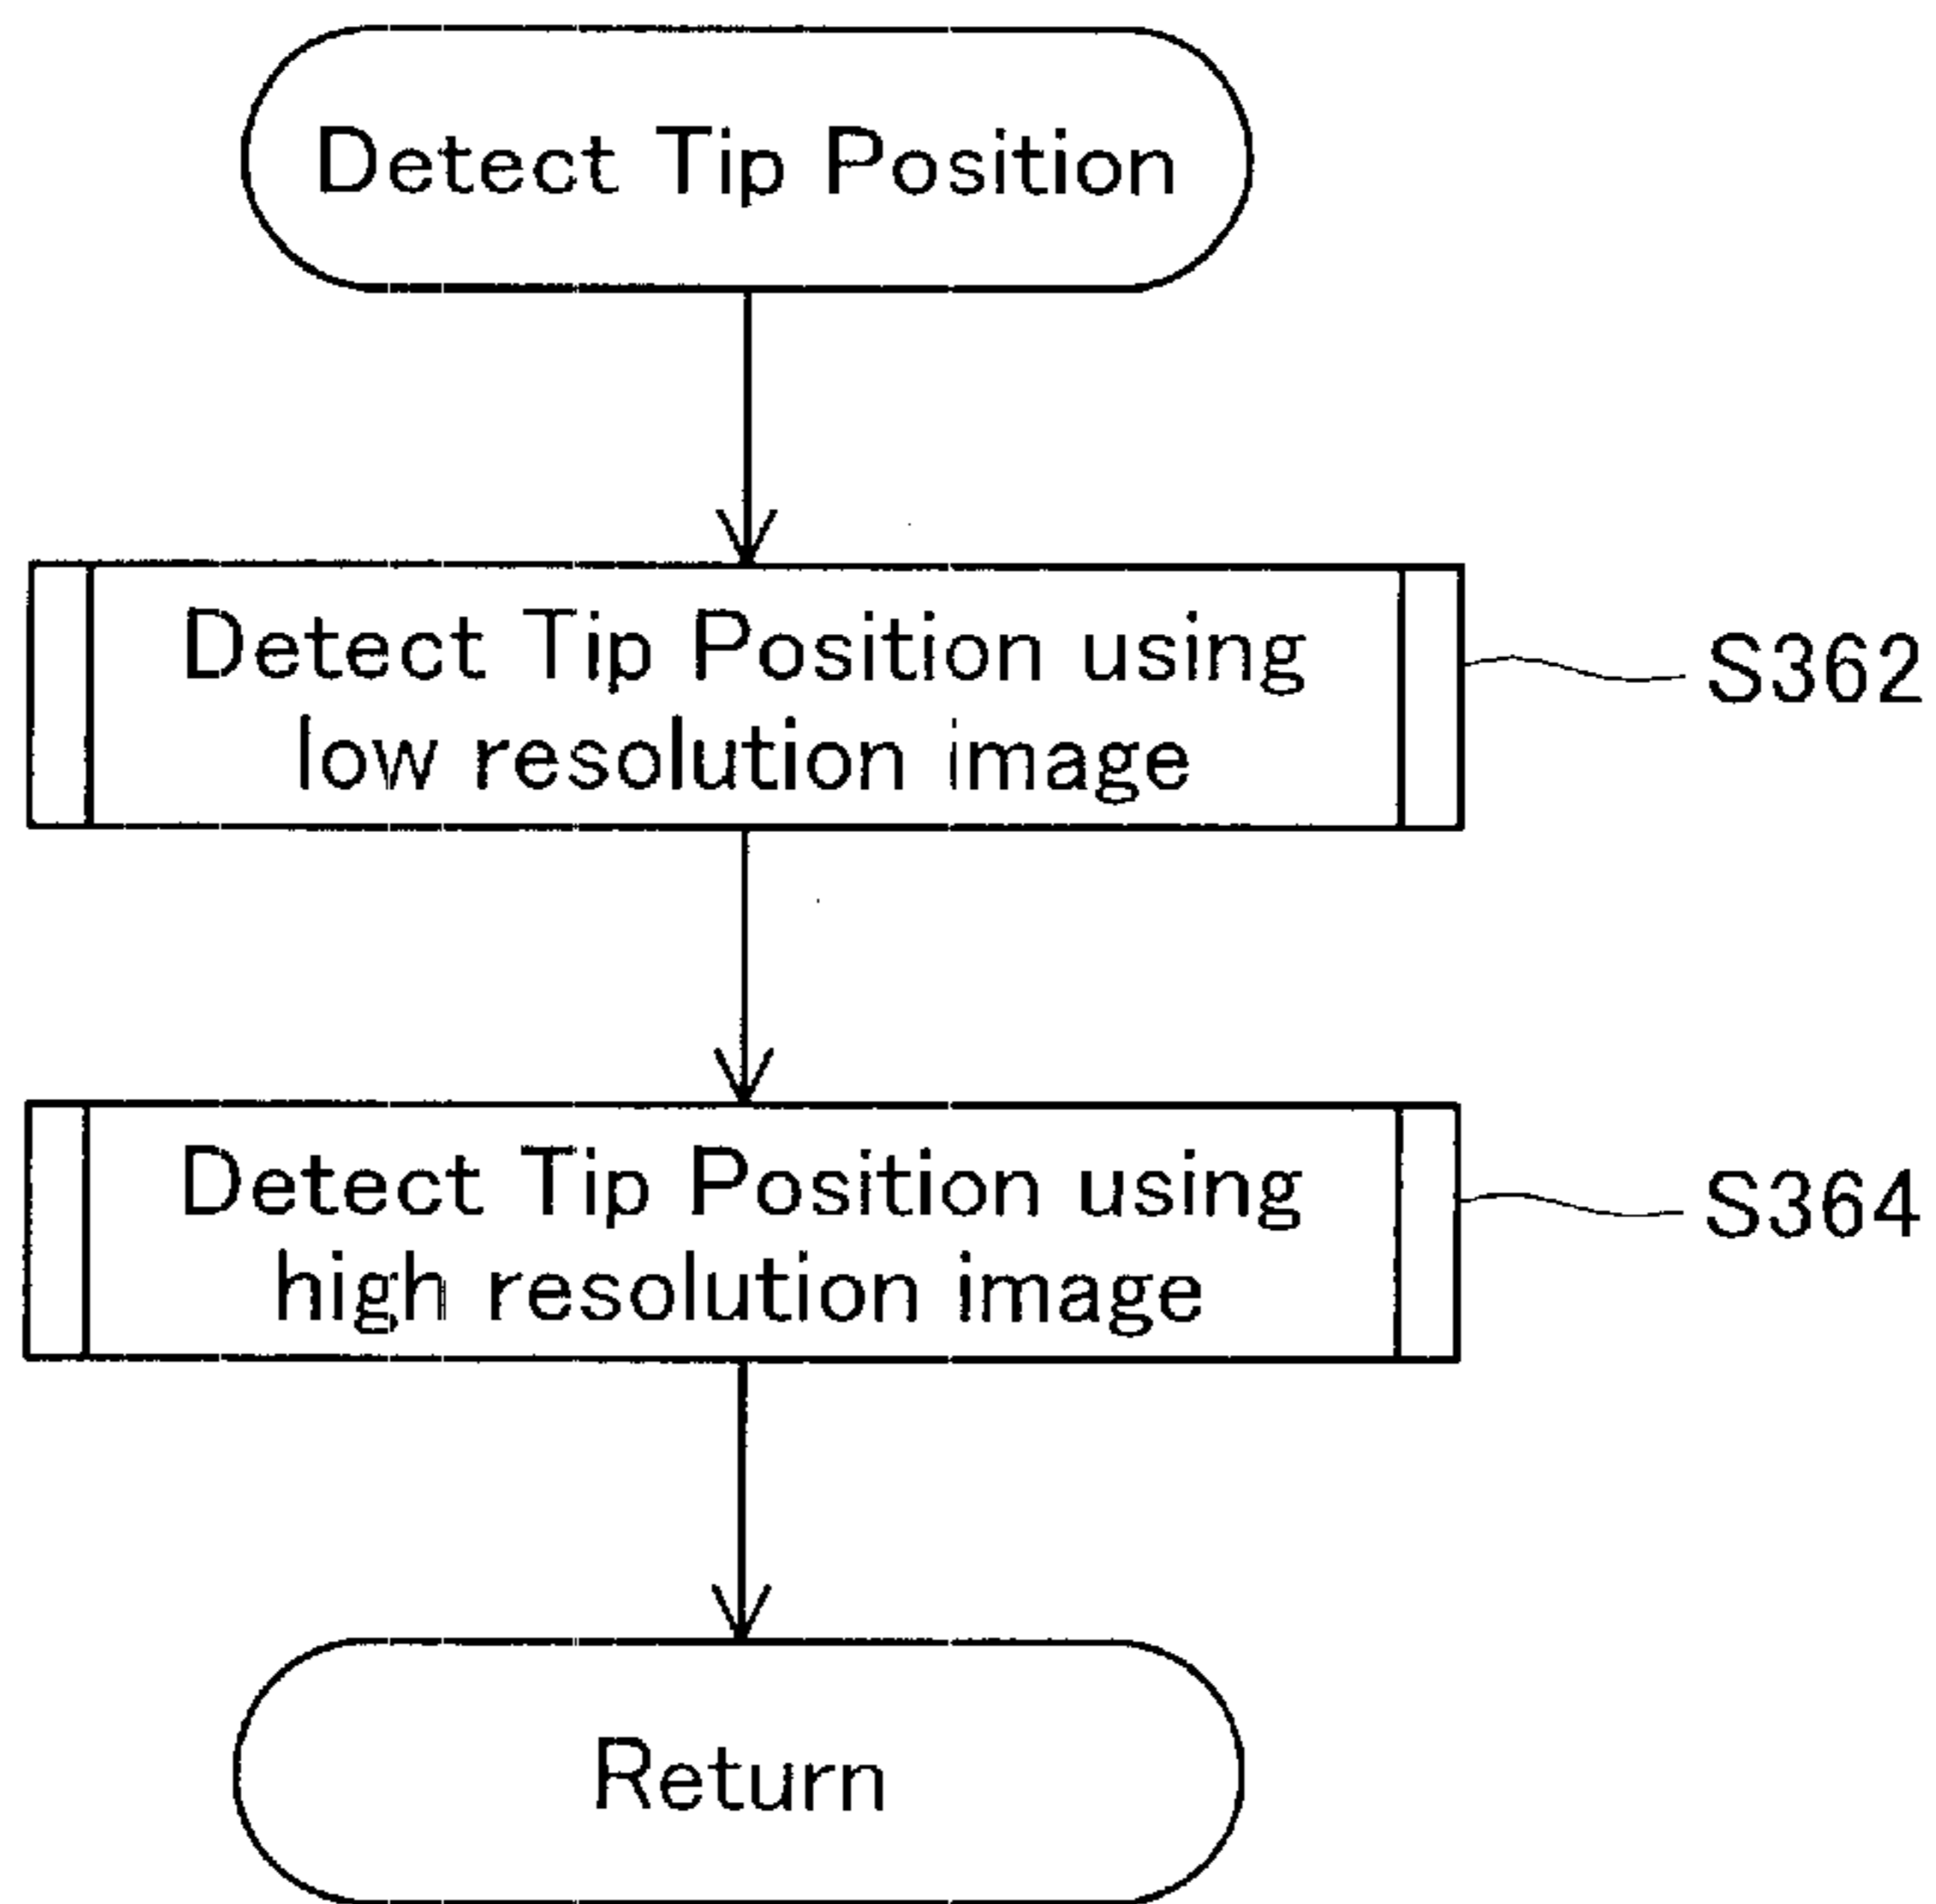 Detect Tip Position
Detect Tip Position using
low resolution image
S362
Detect Tip Position using
high resolution image
S364
Return